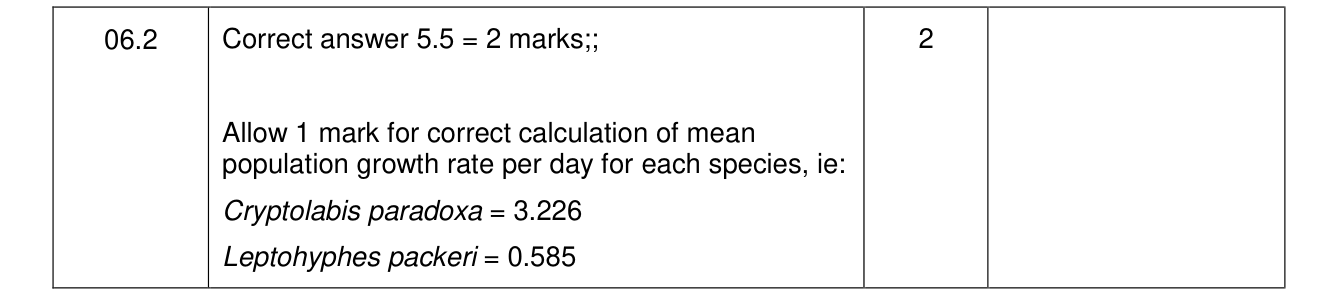 06.2 Correct answer 5.5 = 2 marks;; 2
Allow 1 mark for correct calculation of mean
population growth rate per day for each species, ie:
Cryptolabis paradoxa = 3.226
Leptohyphes packeri = 0.585